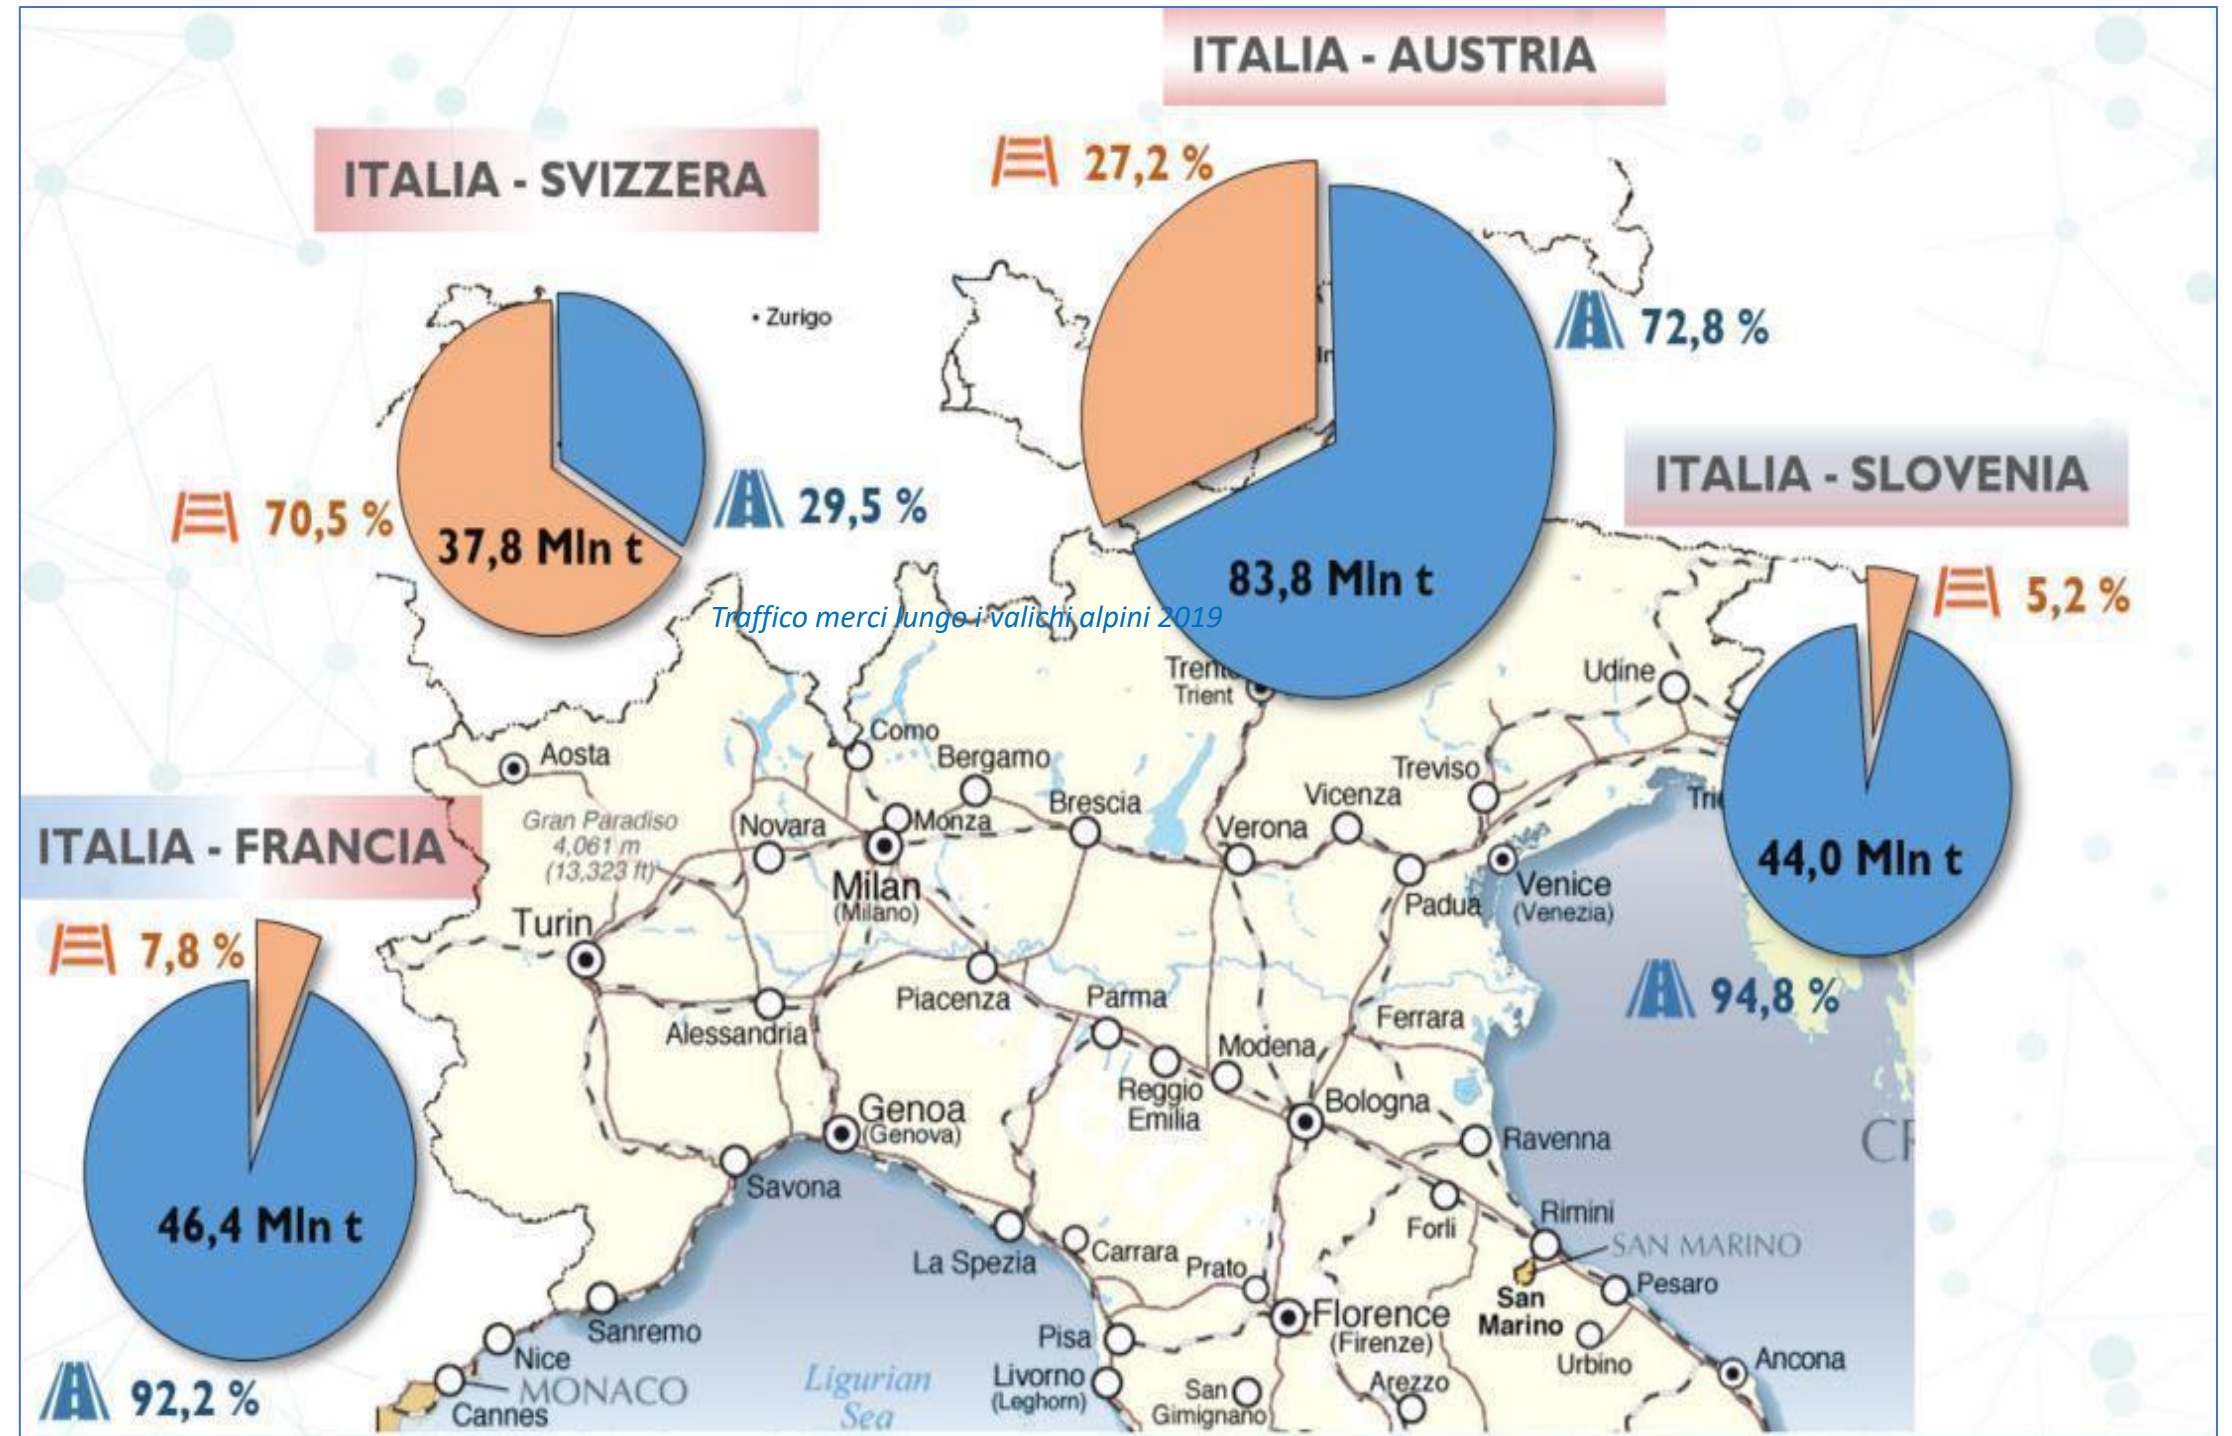 ITALIA - AUSTRIA
27,2 %
72,8 %
83,8 Mln t
ITALIA - SVIZZERA
70,5 %
29,5 %
37,8 Mln t
• Zurigo
Traffico merci lungo i valichi alpini 2019
ITALIA - SLOVENIA
5,2 %
44,0 Mln t
94,8 %
ITALIA - FRANCIA
7,8 %
46,4 Mln t
92,2 %
Trient
Udine
Aosta
Como
Bergamo
Treviso
Gran Paradiso
4,061 m
(13,323 ft)
Novara
Monza
Brescia
Verona
Vicenza
Milan
(Milano)
Padua
Venice
(Venezia)
Turin
Piacenza
Parma
Alessandria
Ferrara
Modena
Reggio
Emilia
Bologna
Genoa
(Genova)
Ravenna
Savona
Forli
Rimini
SAN MARINO
La Spezia
Carrara
Prato
San
Marino
Pesaro
Sanremo
Florence
(Firenze)
Pisa
Urbino
Ancona
Nice
MONACO
Cannes
Ligurian
Sea
Livorno
(Leghorn)
San
Gimignano
Arezzo